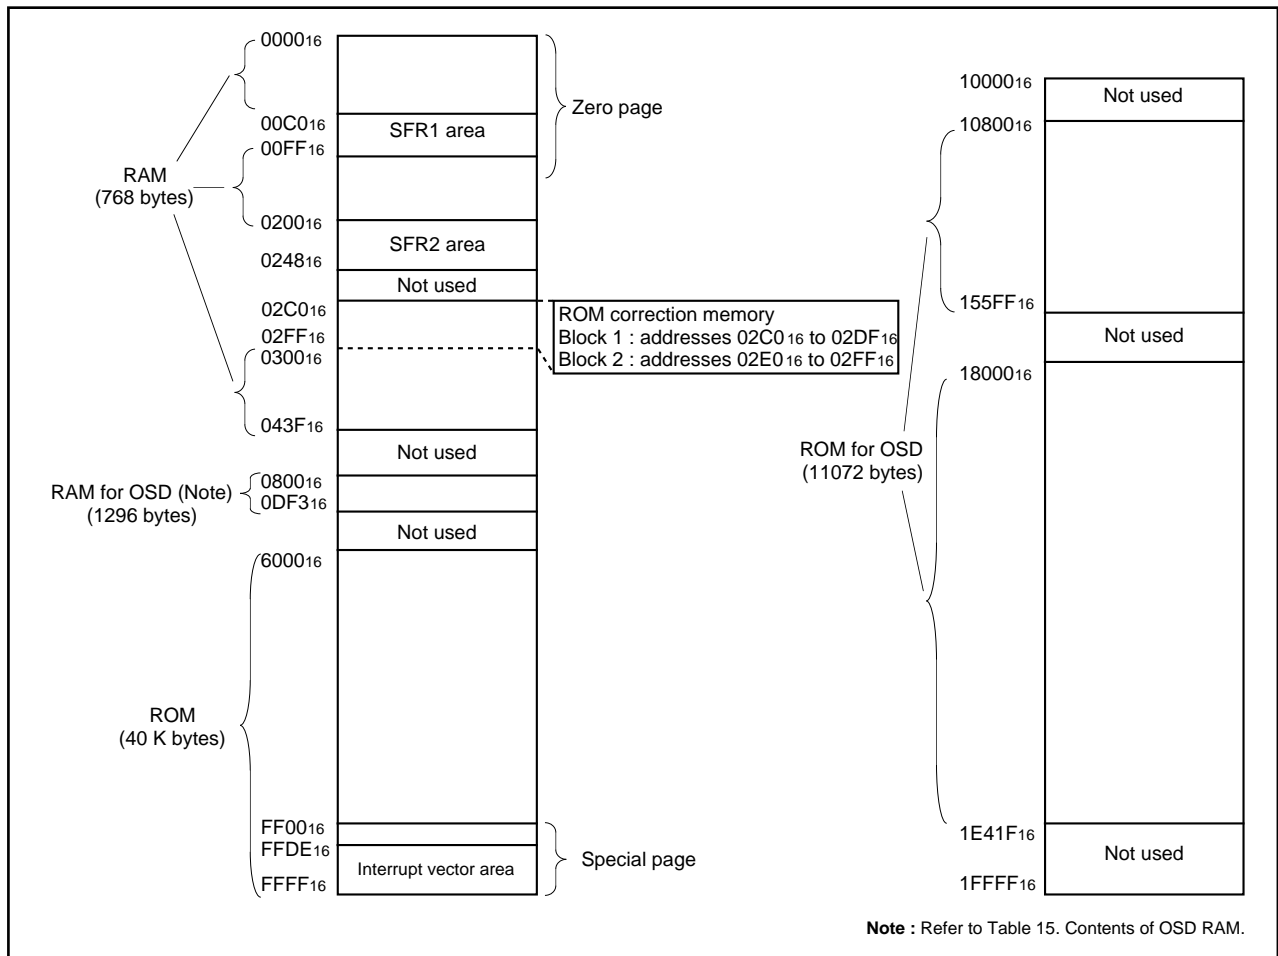 0000₁₆
Zero page
00C0₁₆
SFR1 area
00FF₁₆
RAM
(768 bytes)
0200₁₆
SFR2 area
0248₁₆
Not used
02C0₁₆
ROM correction memory
Block 1 : addresses 02C0₁₆ to 02DF₁₆
Block 2 : addresses 02E0₁₆ to 02FF₁₆
02FF₁₆
0300₁₆
043F₁₆
Not used
RAM for OSD (Note)
(1296 bytes)
0800₁₆
0DF3₁₆
Not used
6000₁₆
ROM
(40 K bytes)
FF00₁₆
FFDE₁₆
Interrupt vector area
Special page
FFFF₁₆
10000₁₆
Not used
10800₁₆
155FF₁₆
Not used
18000₁₆
ROM for OSD
(11072 bytes)
1E41F₁₆
Not used
1FFFF₁₆
Note : Refer to Table 15. Contents of OSD RAM.